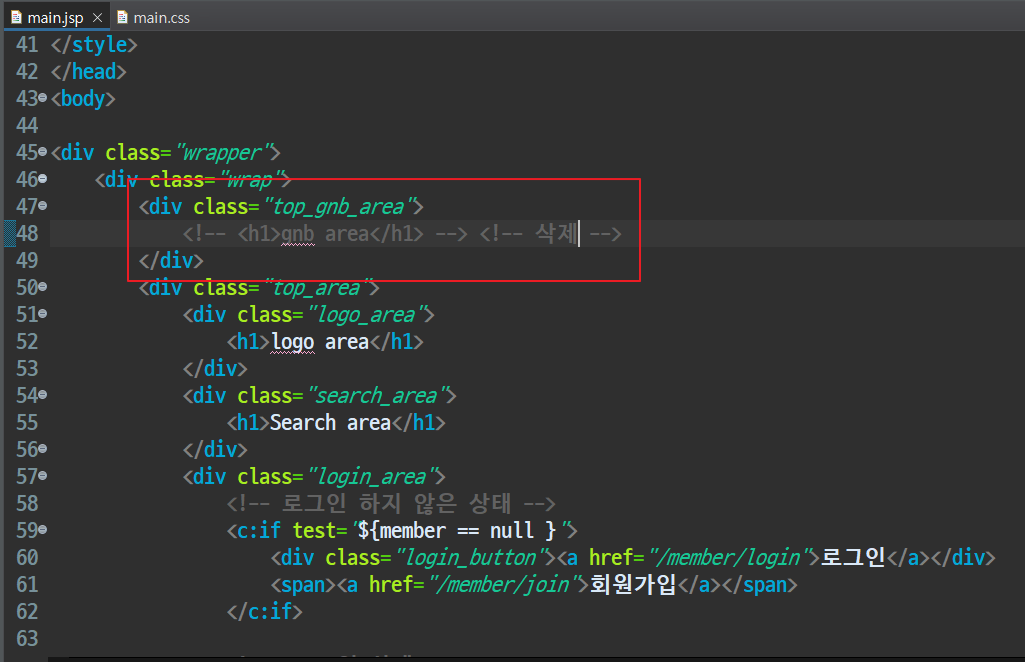 main.jsp main.css
41 </style>
42 </head>
43 <body>
44
45 <div class="wrapper">
46 <div class="wrap">
47 <div class="top_gnb_area">
48 <!-- <h1>gnb area</h1> --> <!-- 삭제 -->
49 </div>
50 <div class="top_area">
51 <div class="logo_area">
52 <h1>logo area</h1>
53 </div>
54 <div class="search_area">
55 <h1>Search area</h1>
56 </div>
57 <div class="login_area">
58 <!-- 로그인 하지 않은 상태 -->
59 <c:if test="${member == null }">
60 <div class="login_button"><a href="/member/login">로그인</a></div>
61 <span><a href="/member/join">회원가입</a></span>
62 </c:if>
63